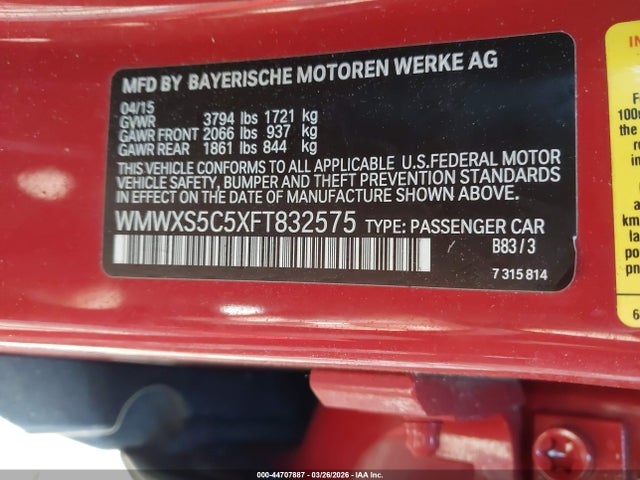 MFD BY BAYERISCHE MOTOREN WERKE AG
04/15
GVWR 3794 lbs 1721 kg
GAWR FRONT 2066 lbs 937 kg
GAWR REAR 1861 lbs 844 kg
THIS VEHICLE CONFORMS TO ALL APPLICABLE U.S.FEDERAL MOTOR
VEHICLE SAFETY, BUMPER AND THEFT PREVENTION STANDARDS
IN EFFECT ON THE DATE OF MANUFACTURE SHOWN ABOVE.
WMWXS5C5XFT832575 TYPE: PASSENGER CAR
B83/3
7 315 814
000-44707887 03/26/2026 IAA Inc.